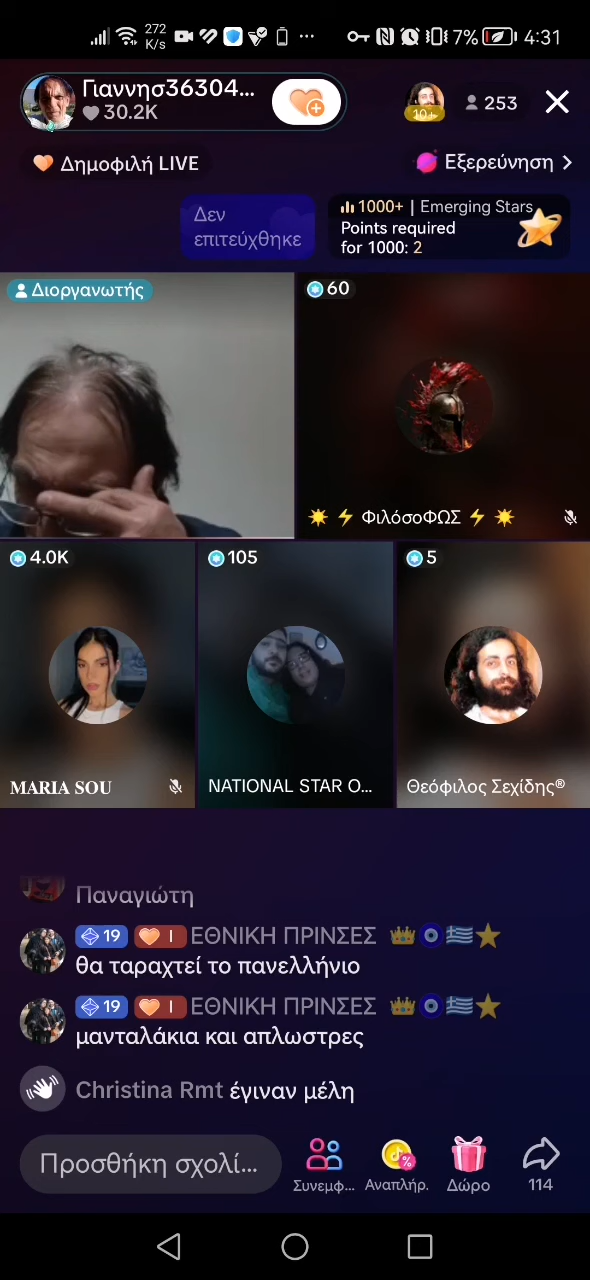 272 K/s 7% 4:31
Γιαννησ36304...
30.2K
10+
253
Δημοφιλή LIVE
Εξερεύνηση
Δεν
επιτεύχθηκε
1000+ | Emerging Stars
Points required
for 1000: 2
Διοργανωτής
60
ΦιλόσοΦΩΣ
4.0K
105
5
MARIA SOU
NATIONAL STAR O...
Θεόφιλος Σεχίδης®
Παναγιώτη
19 I ΕΘΝΙΚΗ ΠΡΙΝΣΕΣ
θα ταραχτεί το πανελλήνιο
19 I ΕΘΝΙΚΗ ΠΡΙΝΣΕΣ
μανταλάκια και απλωστρες
Christina Rmt έγιναν μέλη
Προσθήκη σχολί...
Συνεμφ...
Αναπλήρ.
Δώρο
114